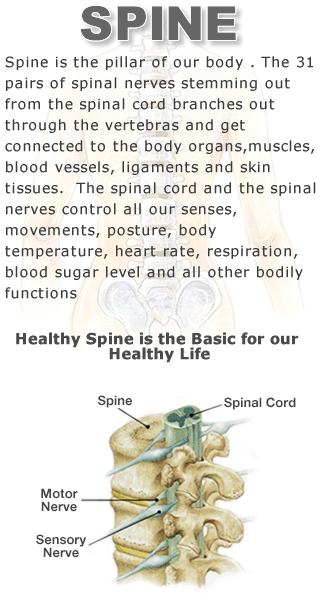 SPINE
Spine is the pillar of our body . The 31
pairs of spinal nerves stemming out
from the spinal cord branches out
through the vertebras and get
connected to the body organs,muscles,
blood vessels, ligaments and skin
tissues.  The spinal cord and the spinal
nerves control all our senses,
movements, posture, body
temperature, heart rate, respiration,
blood sugar level and all other bodily
functions
Healthy Spine is the Basic for our
Healthy Life
Spine
Spinal Cord
Motor
Nerve
Sensory
Nerve